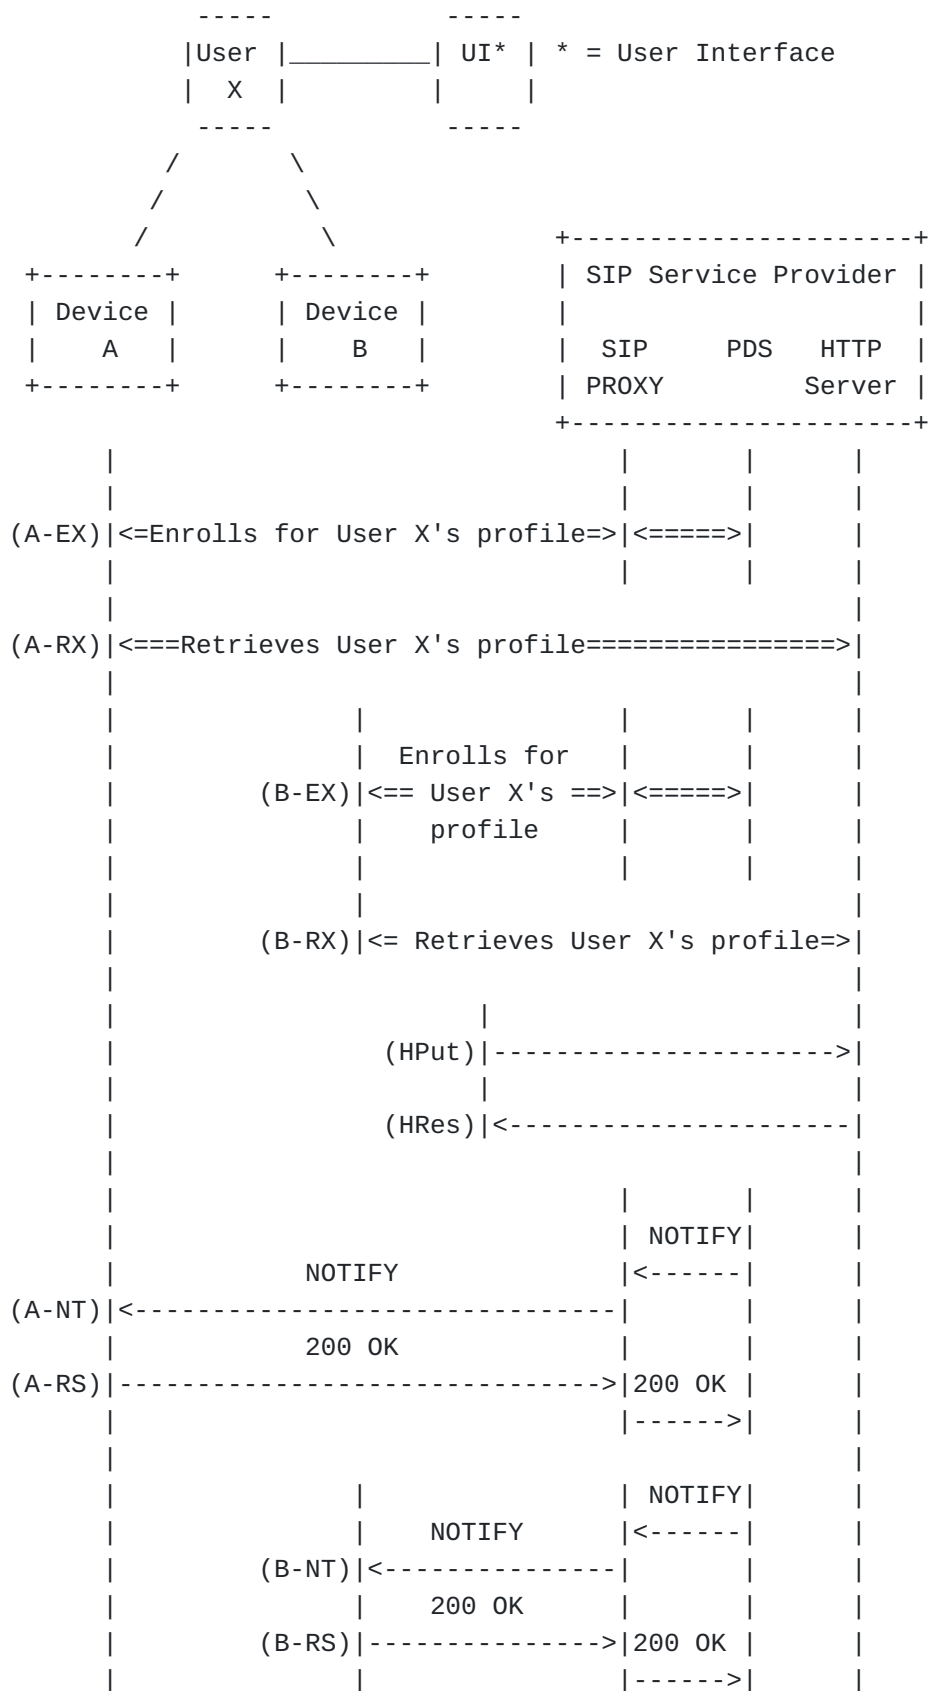 -----           -----
        |User |_________| UI* | * = User Interface
        |  X  |         |     |
         -----           -----
       /       \
      /         \
     /           \              +----------------------+
+--------+      +--------+      | SIP Service Provider |
| Device |      | Device |      |                      |
|    A   |      |    B   |      |  SIP     PDS   HTTP  |
+--------+      +--------+      | PROXY         Server |
                                +----------------------+
      |                                |       |      |
      |                                |       |      |
(A-EX)|<=Enrolls for User X's profile=>|<=====>|      |
      |                                |       |      |
      |                                               |
(A-RX)|<===Retrieves User X's profile================>|
      |                                               |
      |               |                |       |      |
      |               |  Enrolls for   |       |      |
      |         (B-EX)|<== User X's ==>|<=====>|      |
      |               |    profile     |       |      |
      |               |                |       |      |
      |               |                               |
      |         (B-RX)|<= Retrieves User X's profile=>|
      |                                               |
      |                       |                       |
      |                 (HPut)|---------------------->|
      |                       |                       |
      |                 (HRes)|<----------------------|
      |                                               |
      |                                |       |      |
      |                                | NOTIFY|      |
      |            NOTIFY              |<------|      |
(A-NT)|<-------------------------------|       |      |
      |            200 OK              |       |      |
(A-RS)|------------------------------->|200 OK |      |
      |                                |------>|      |
      |                                               |
      |               |                | NOTIFY|      |
      |               |    NOTIFY      |<------|      |
      |         (B-NT)|<---------------|       |      |
      |               |    200 OK      |       |      |
      |         (B-RS)|--------------->|200 OK |      |
      |               |                |------>|      |